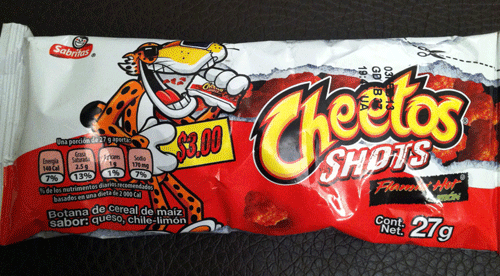 Sabritas
Cheetos
$3.00
Cheetos
SHOTS
Flamin' Hot
LIMÓN
Una porción de 27 g aporta:
Energía
140 Cal
7%
Grasa
Saturada
2.5 g
13%
1%
Sodio
170 mg
7%
% de los nutrimentos diarios recomendados
basados en una dieta de 2 000 Cal
Botana de cereal de maíz
sabor: queso, chile-limón
Cont.
Net. 27g